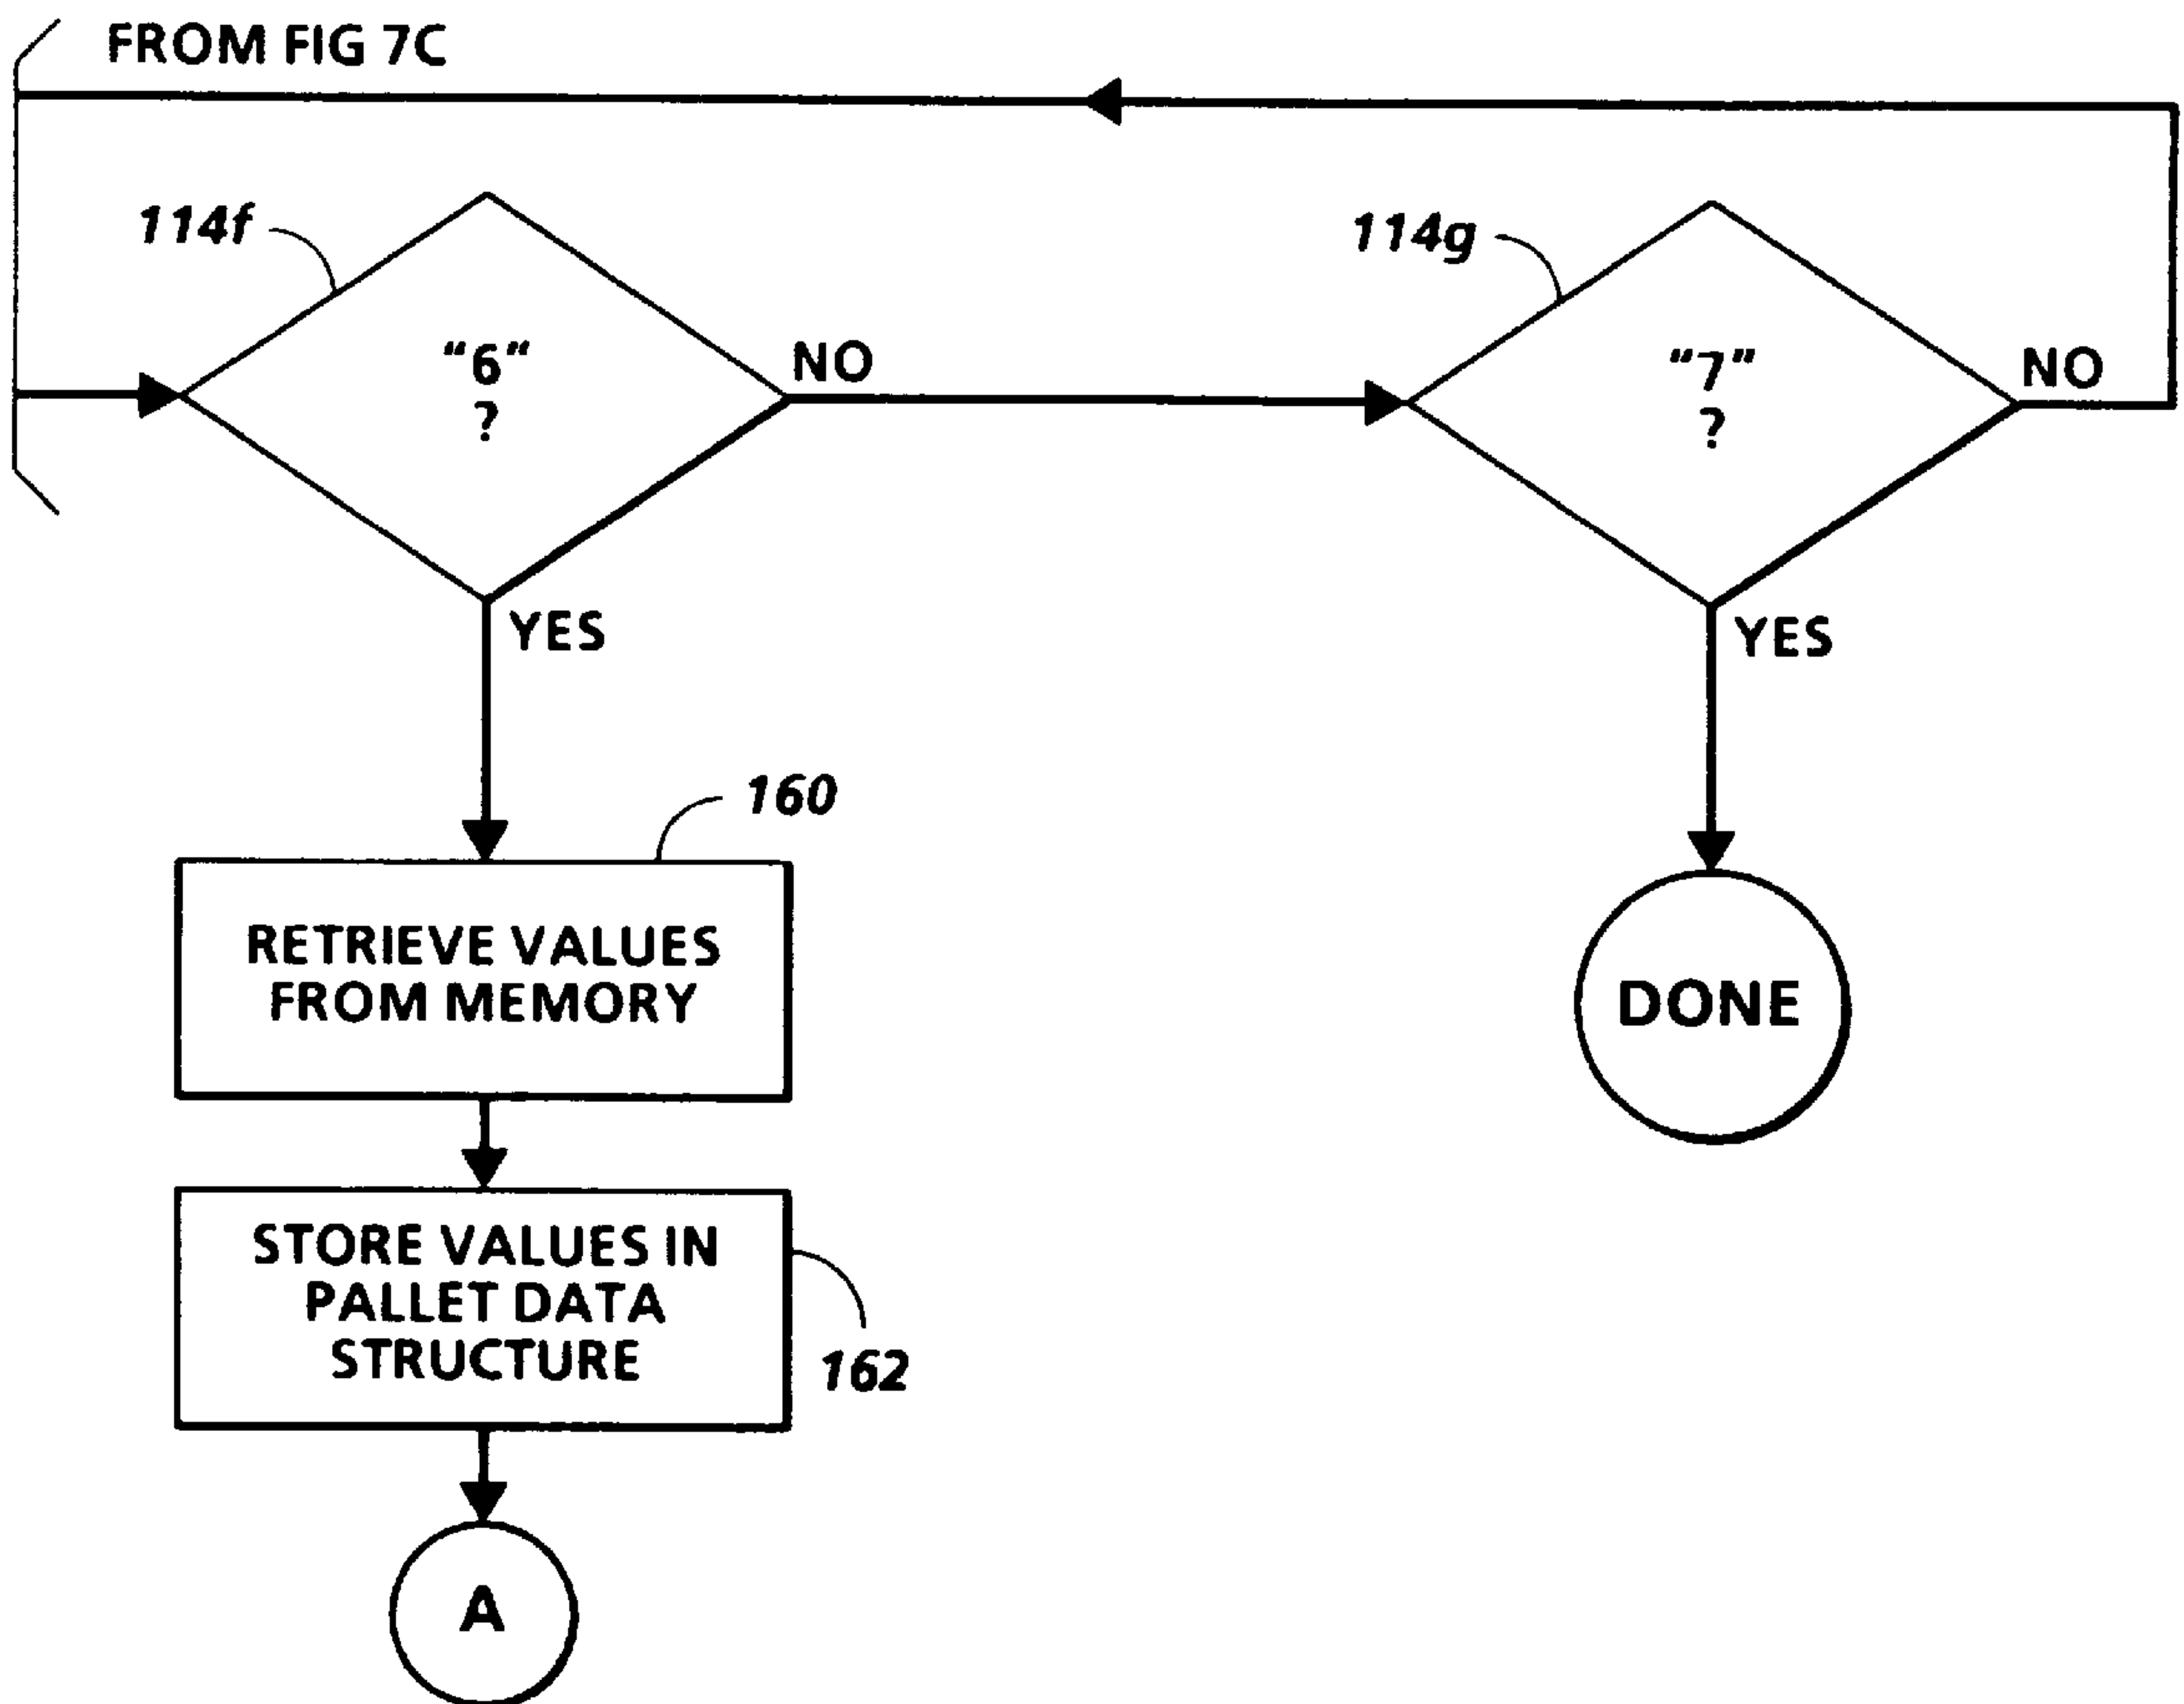 FROM FIG 7C
114f
"6"
?
NO
YES
114g
"7"
?
NO
YES
160
RETRIEVE VALUES
FROM MEMORY
DONE
STORE VALUES IN
PALLET DATA
STRUCTURE
162
A